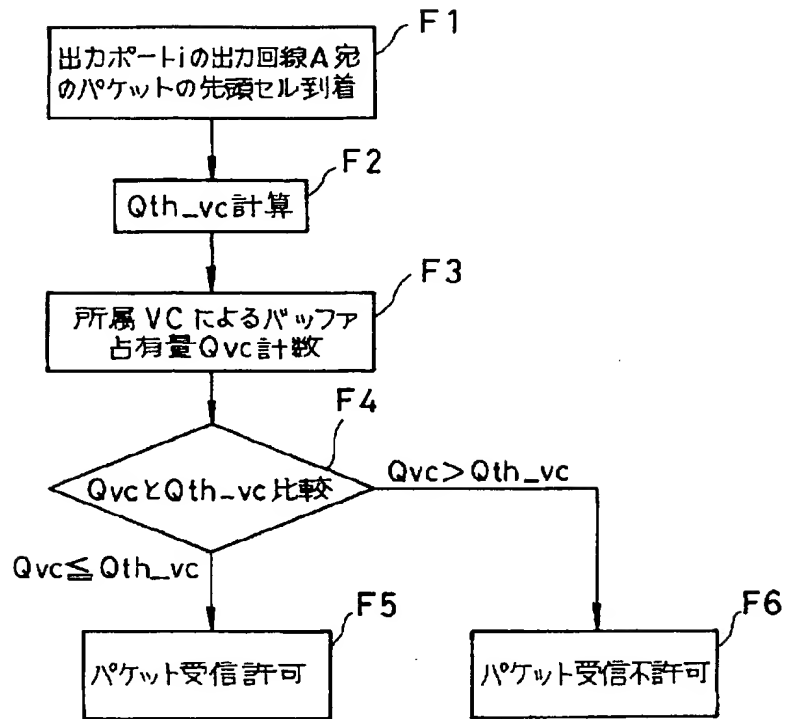 F1
出力ポートiの出力回線A宛
のパケットの先頭セル到着
F2
Qth_vc計算
F3
所属VCによるバッファ
占有量Qvc計数
F4
QvcとQth_vc比較
Qvc>Qth_vc
Qvc≦Qth_vc
F5
パケット受信許可
F6
パケット受信不許可